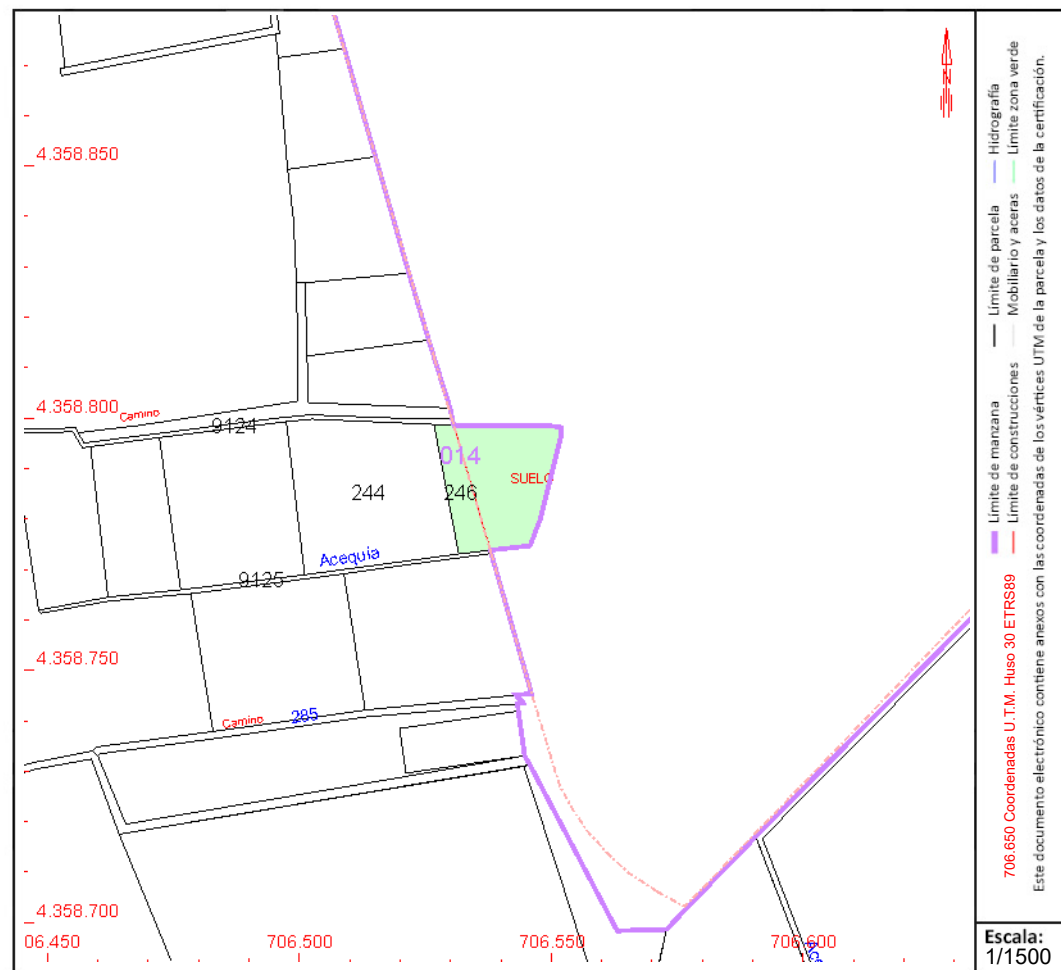 4.358.850
4.358.800
Camino
9124
014
SUELO
244
246
Acequia
9125
4.358.750
Camino
285
4.358.700
06.450
706.500
706.550
706.600
N
Límite de manzana
Límite de parcela
Hidrografía
Límite de construcciones
Mobiliario y aceras
Límite zona verde
706.650 Coordenadas U.T.M. Huso 30 ETRS89
Este documento electrónico contiene anexos con las coordenadas de los vértices UTM de la parcela y los datos de la certificación.
Escala:
1/1500